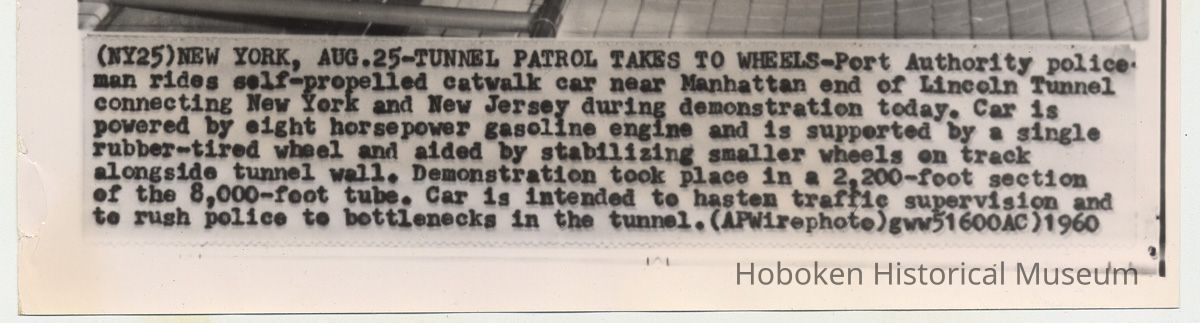 (NY25)NEW YORK, AUG.25-TUNNEL PATROL TAKES TO WHEELS-Port Authority police-
man rides self-propelled catwalk car near Manhattan end of Lincoln Tunnel
connecting New York and New Jersey during demonstration today. Car is
powered by eight horsepower gasoline engine and is supported by a single
rubber-tired wheel and aided by stabilizing smaller wheels on track
alongside tunnel wall. Demonstration took place in a 2,200-foot section
of the 8,000-foot tube. Car is intended to hasten traffic supervision and
to rush police to bottlenecks in the tunnel.(APWirephoto)gww51600AC)1960
Hoboken Historical Museum